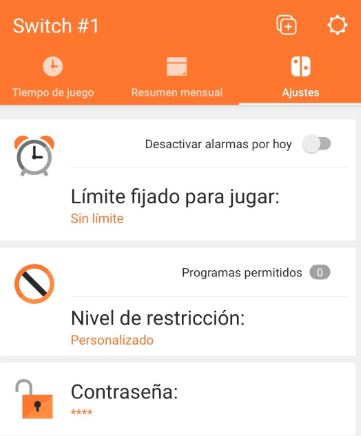 Switch #1
Tiempo de juego
Resumen mensual
Ajustes
Desactivar alarmas por hoy
Límite fijado para jugar:
Sin límite
Programas permitidos 0
Nivel de restricción:
Personalizado
Contraseña:
****